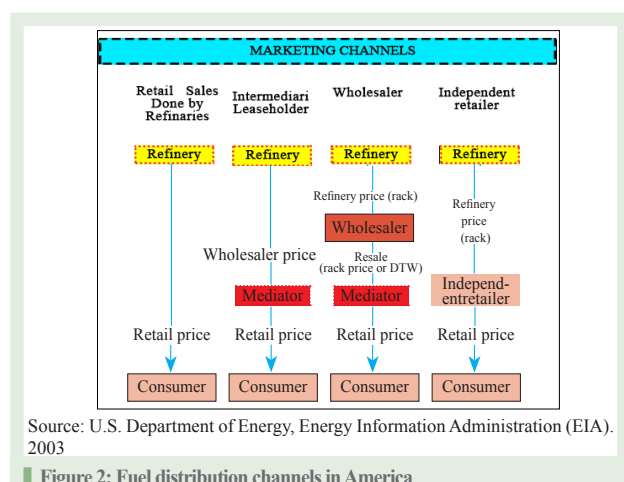 MARKETING CHANNELS
Retail Sales
Done by
Refinaries
Intermediari
Leaseholder
Wholesaler
Independent
retailer
Refinery
Refinery
Refinery
Refinery
Refinery price (rack)
Refinery
price
(rack)
Wholesaler
Wholesaler price
Resale
(rack price or DTW)
Mediator
Mediator
Independ-
entretailer
Retail price
Retail price
Retail price
Retail price
Consumer
Consumer
Consumer
Consumer
Source: U.S. Department of Energy, Energy Information Administration (EIA).
2003
Figure 2: Fuel distribution channels in America